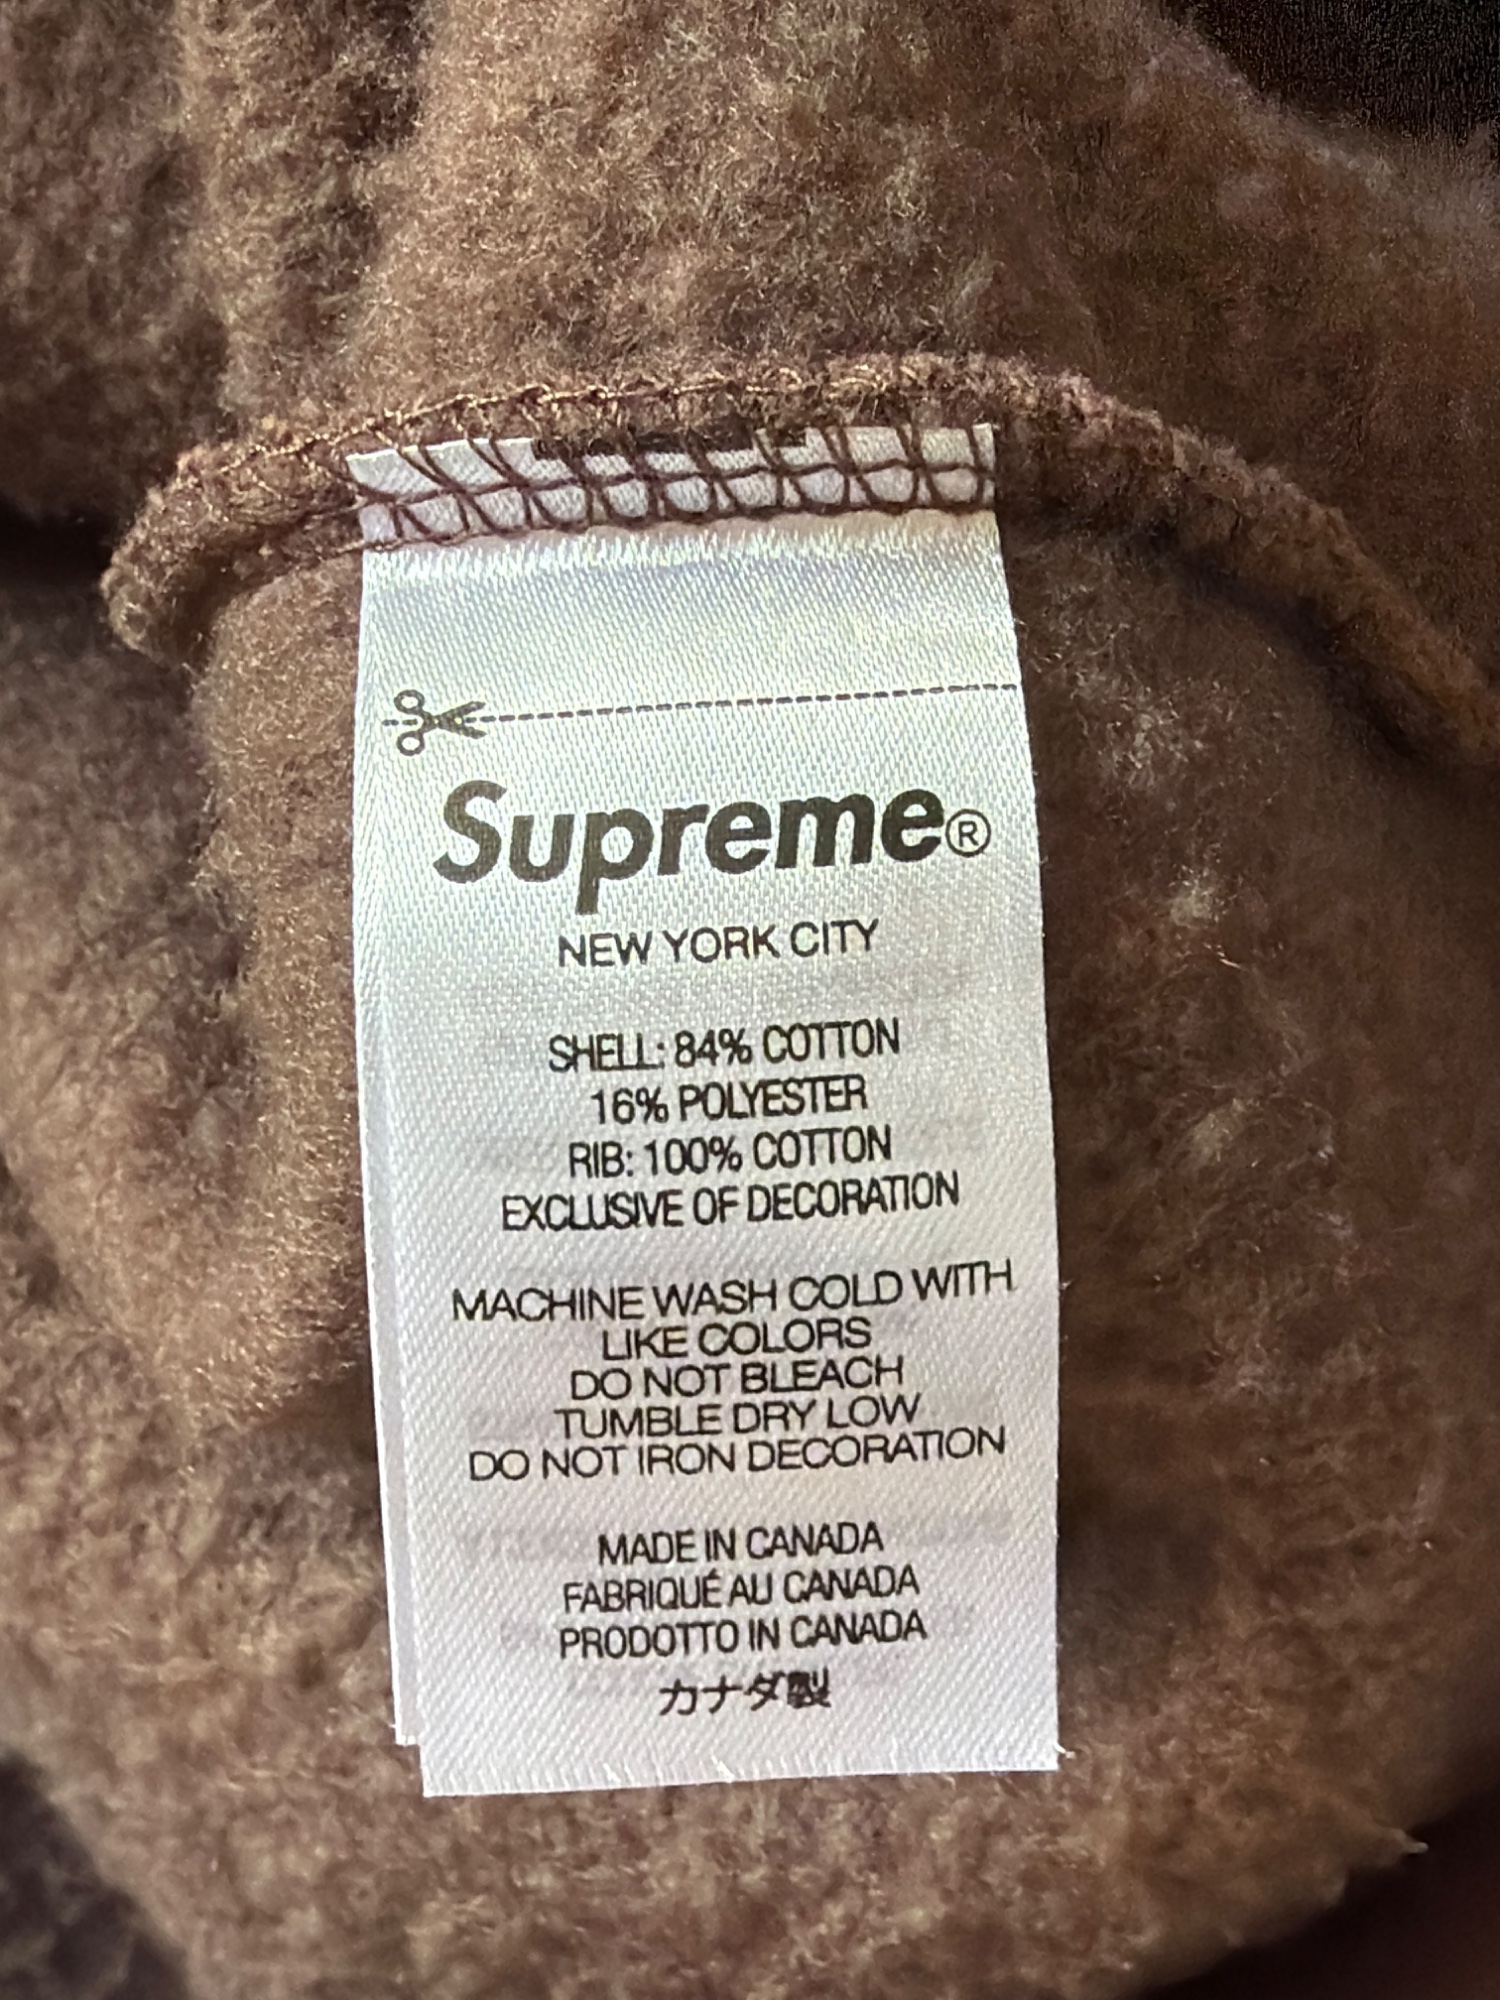 Supreme®
NEW YORK CITY
SHELL: 84% COTTON
16% POLYESTER
RIB: 100% COTTON
EXCLUSIVE OF DECORATION
MACHINE WASH COLD WITH
LIKE COLORS
DO NOT BLEACH
TUMBLE DRY LOW
DO NOT IRON DECORATION
MADE IN CANADA
FABRIQUÉ AU CANADA
PRODOTTO IN CANADA
カナダ製